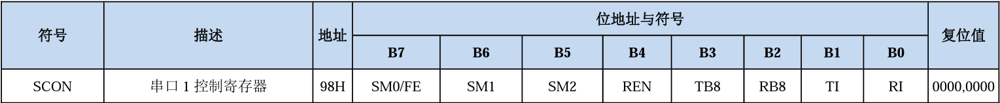 符号 描述 地址 位地址与符号 复位值
B7 B6 B5 B4 B3 B2 B1 B0
SCON 串口 1 控制寄存器 98H SM0/FE SM1 SM2 REN TB8 RB8 TI RI 0000,0000